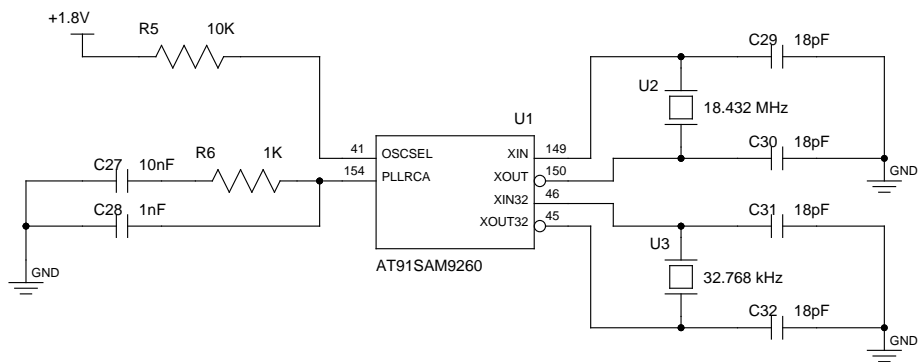 +1.8V
R5 10K
C29 18pF
U2
18.432 MHz
U1
C30 18pF
GND
41 OSCSEL
XIN 149
154 PLLRCA
XOUT 150
XIN32 46
XOUT32 45
AT91SAM9260
C27 10nF
R6 1K
C28 1nF
GND
C31 18pF
U3
32.768 kHz
C32 18pF
GND